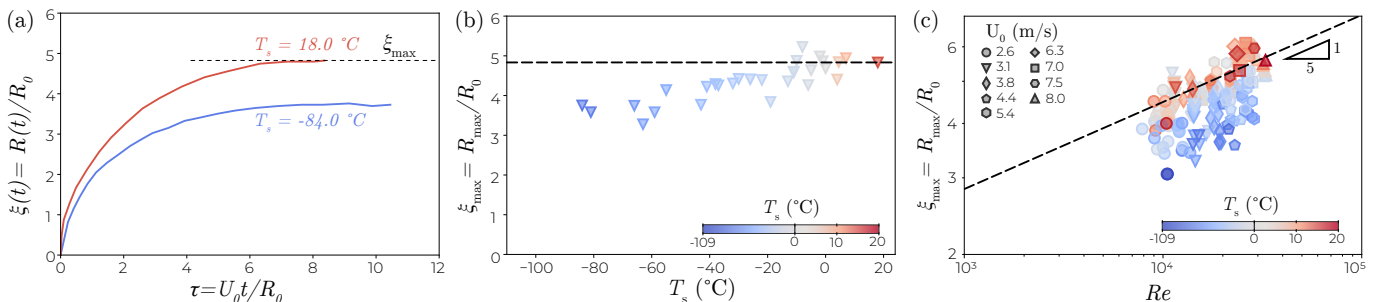 (a)
ξ(t) = R(t)/R₀
6
5
4
3
2
1
0
T_s = 18.0 °C
ξ_max
T_s = -84.0 °C
0 2 4 6 8 10 12
τ=U₀t/R₀
(b)
ξ_max = R_max/R₀
6
5
4
3
2
1
0
T_s (°C)
-109 0 10 20
−100 −80 −60 −40 −20 0 20
T_s (°C)
(c)
ξ_max = R_max/R₀
6
5
4
3
2
U₀ (m/s)
2.6 6.3
3.1 7.0
3.8 7.5
4.4 8.0
5.4
1
5
T_s (°C)
-109 0 10 20
10³ 10⁴ 10⁵
Re